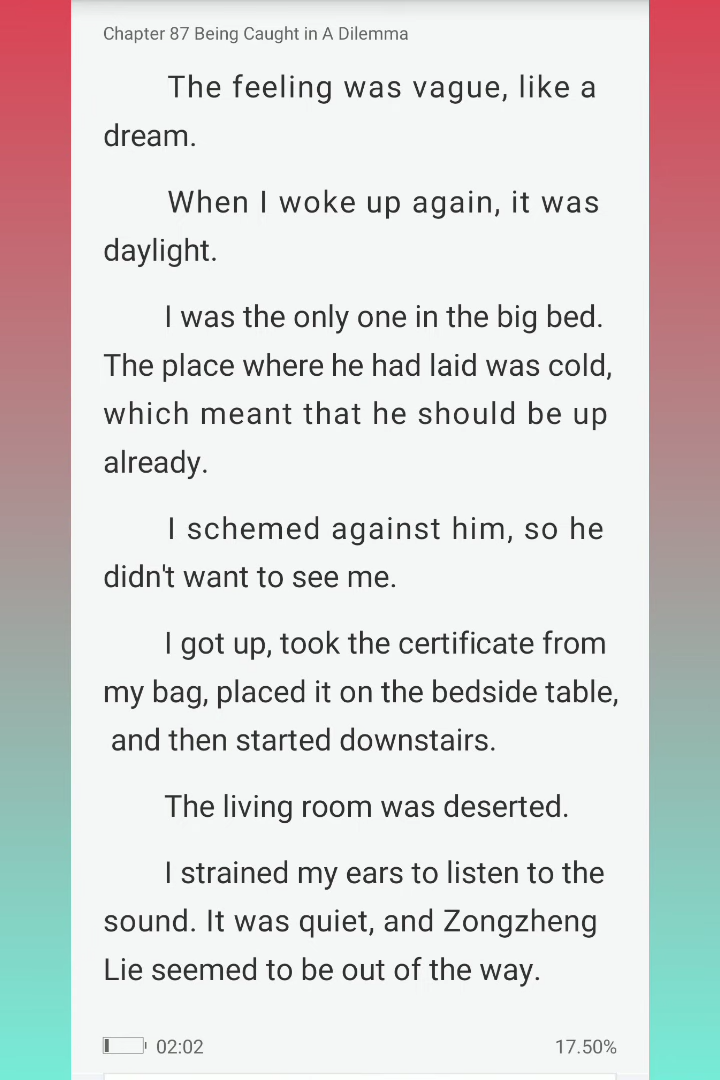 Chapter 87 Being Caught in A Dilemma
The feeling was vague, like a
dream.
When I woke up again, it was
daylight.
I was the only one in the big bed.
The place where he had laid was cold,
which meant that he should be up
already.
I schemed against him, so he
didn't want to see me.
I got up, took the certificate from
my bag, placed it on the bedside table,
and then started downstairs.
The living room was deserted.
I strained my ears to listen to the
sound. It was quiet, and Zongzheng
Lie seemed to be out of the way.
02:02
17.50%